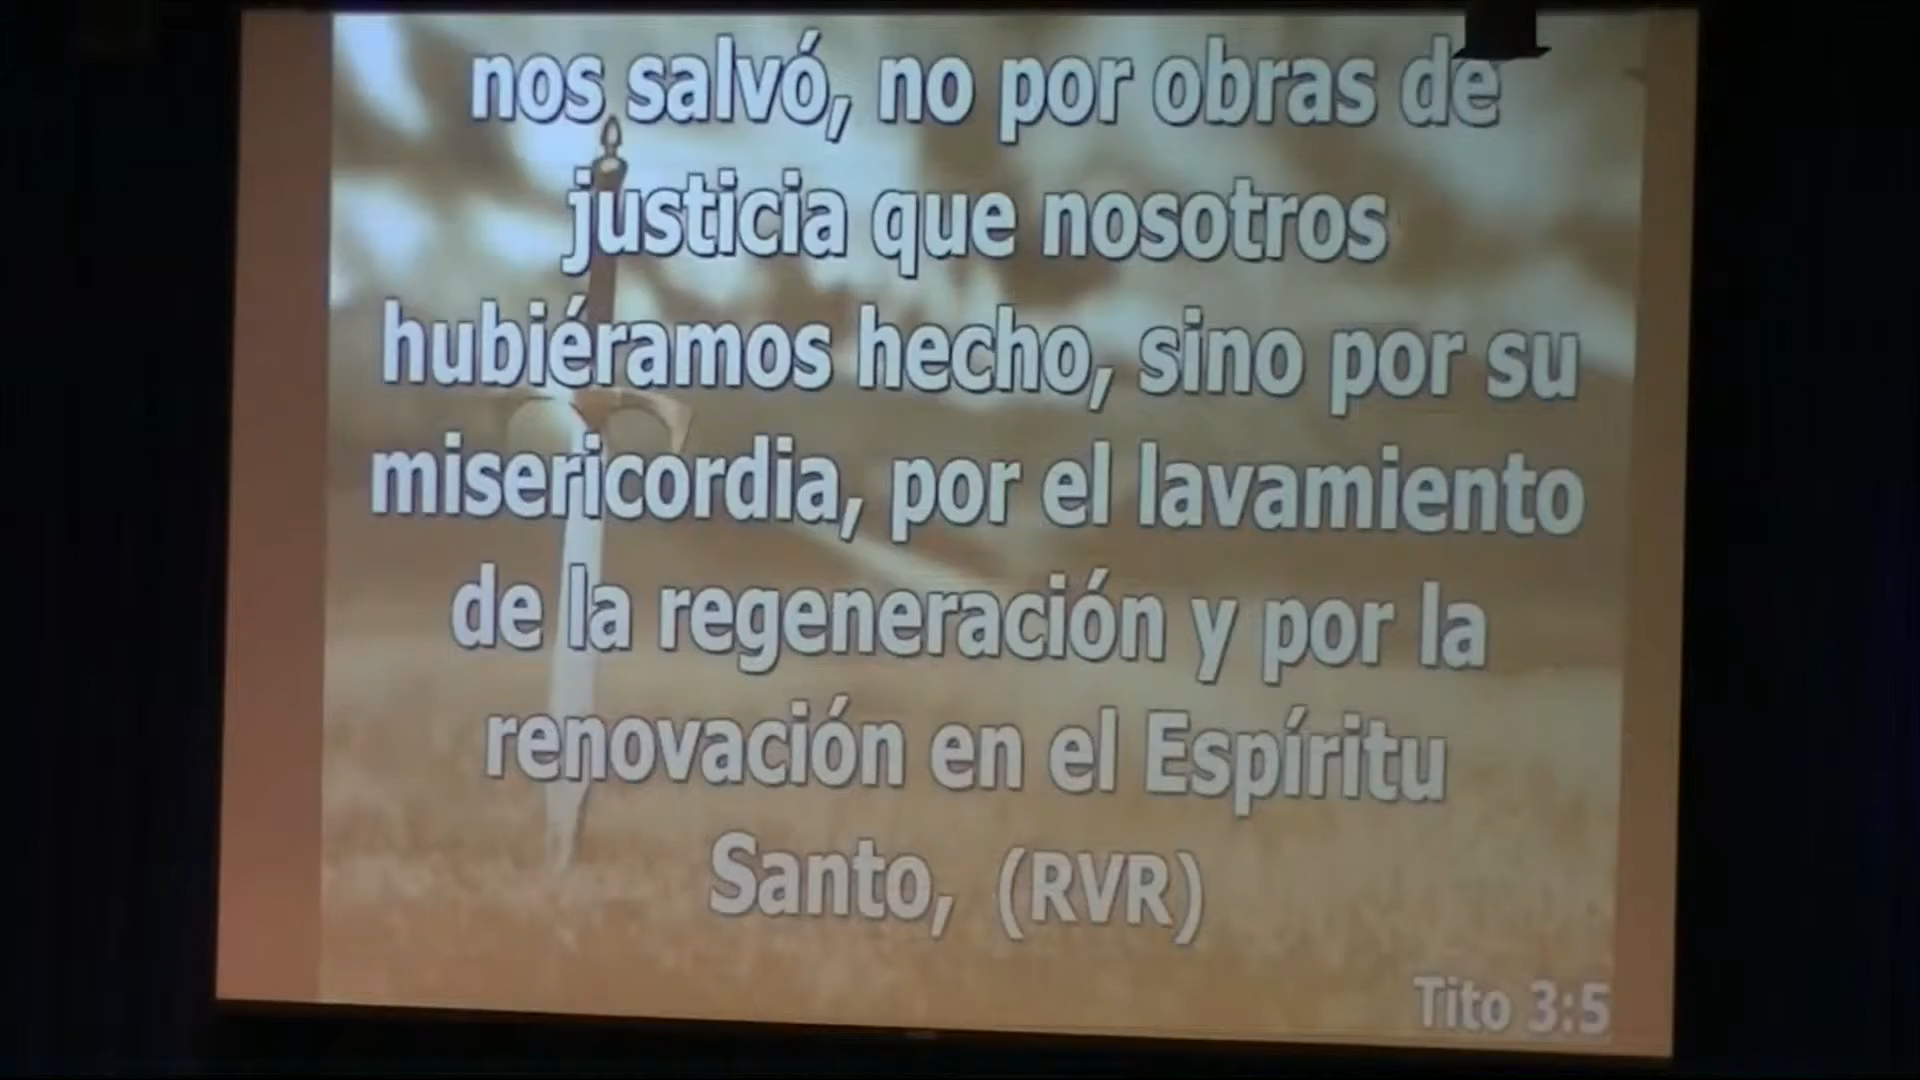 nos salvó, no por obras de
justicia que nosotros
hubiéramos hecho, sino por su
misericordia, por el lavamiento
de la regeneración y por la
renovación en el Espíritu
Santo, (RVR)
Tito 3:5